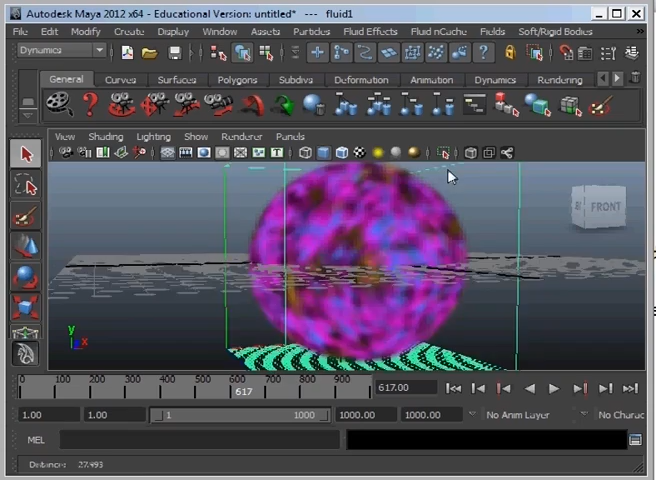 Autodesk Maya 2012 x64 - Educational Version: untitled* --- fluid1
File Edit Modify Create Display Window Assets Particles Fluid Effects Fluid nCache Fields Soft/Rigid Bodies
Dynamics
General Curves Surfaces Polygons Subdivs Deformation Animation Dynamics Rendering
View Shading Lighting Show Renderer Panels
FRONT
y
z x
0 100 200 300 400 500 600 700 800 900
617
617.00
1.00 1.00 1 1000 1000.00 1000.00 No Anim Layer No Charac
MEL
Distance: 27.493